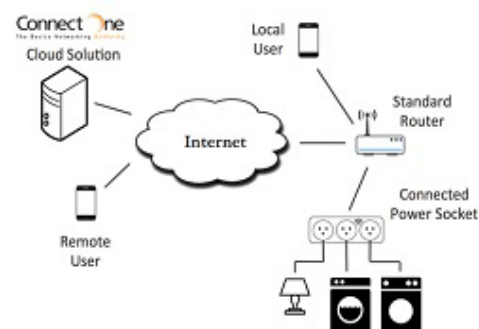 Connect One
The Device Networking Authority
Cloud Solution
Local
User
Standard
Router
Internet
Connected
Power Socket
Remote
User